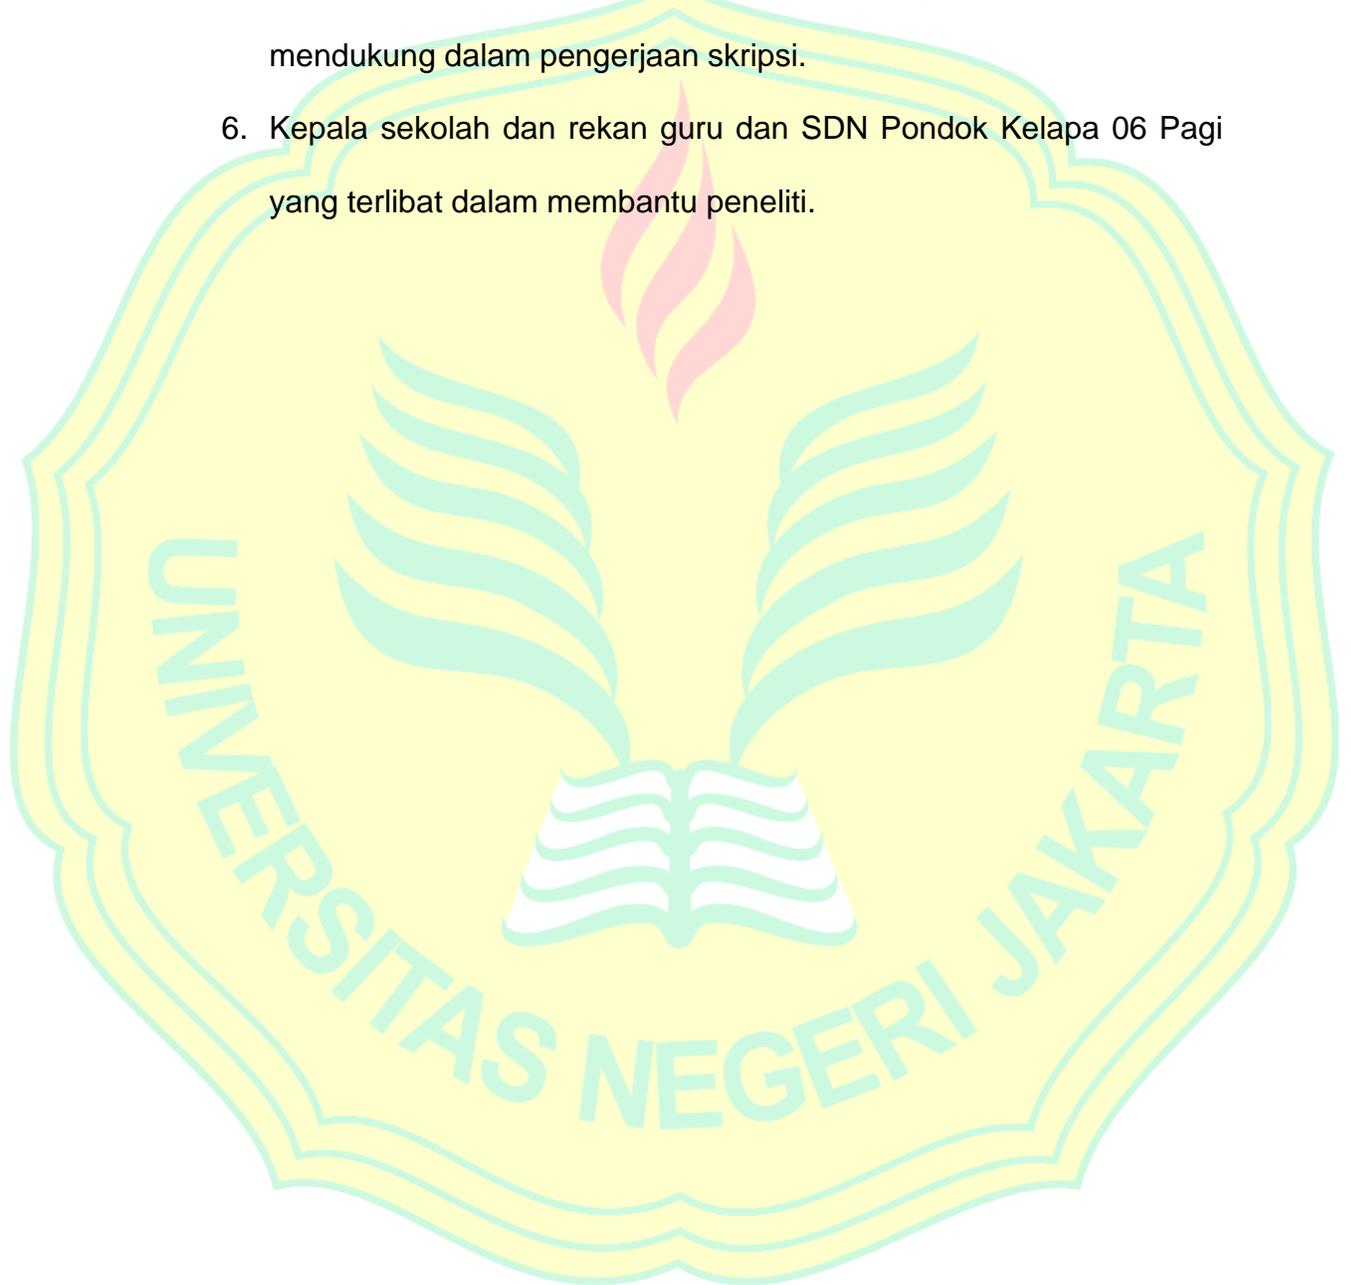 mendukung dalam pengerjaan skripsi.
6. Kepala sekolah dan rekan guru dan SDN Pondok Kelapa 06 Pagi
yang terlibat dalam membantu peneliti.
UNIVERSITAS NEGERI JAKARTA